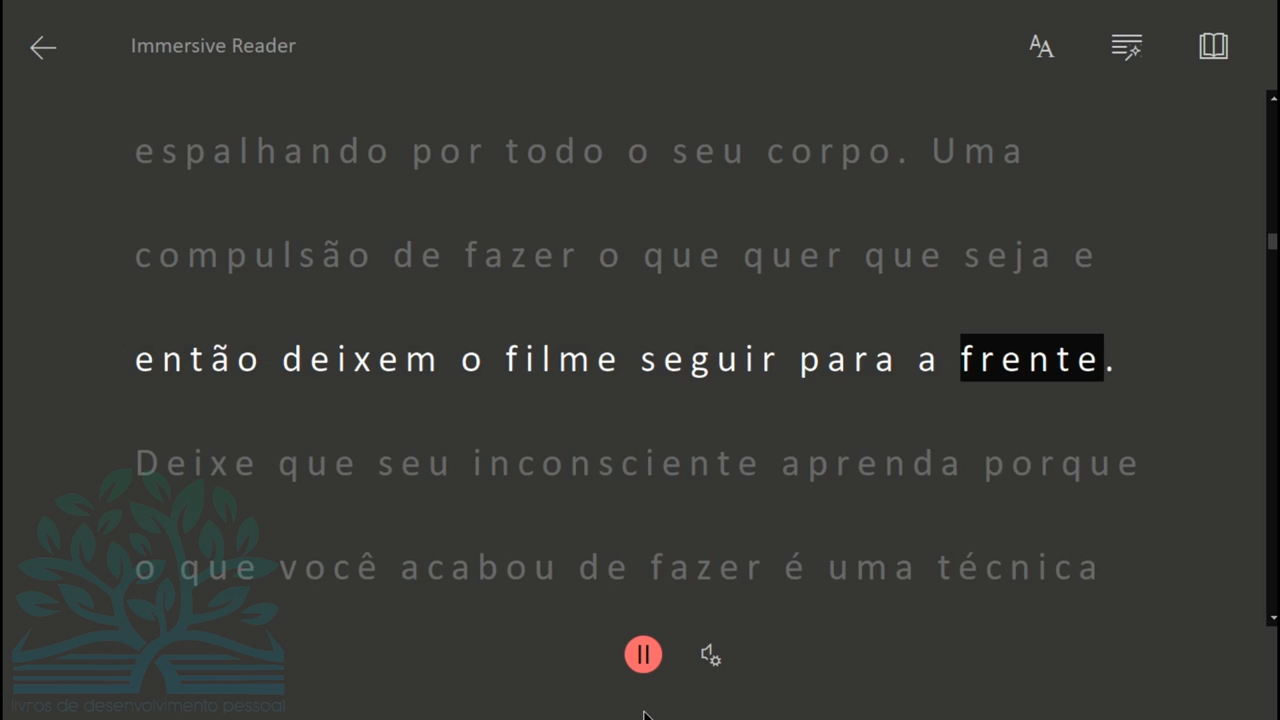 Immersive Reader
espalhando por todo o seu corpo. Uma
compulsão de fazer o que quer que seja e
então deixem o filme seguir para a frente.
Deixe que seu inconsciente aprenda porque
o que você acabou de fazer é uma técnica
livros de desenvolvimento pessoal